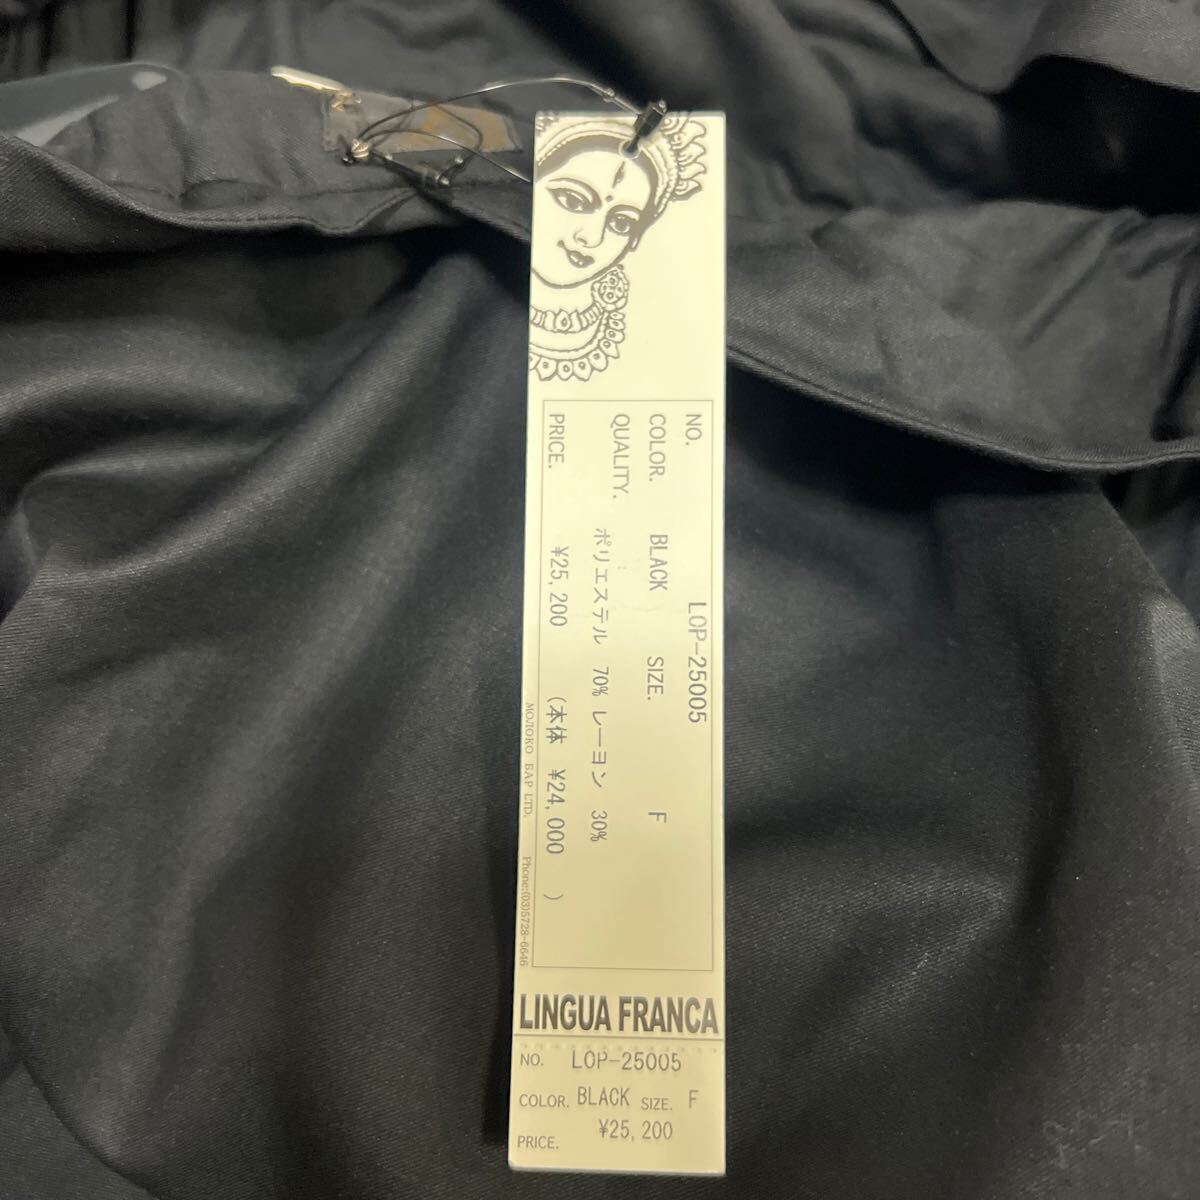 NO. LOP-25005
COLOR. BLACK SIZE. F
QUALITY.
ポリエステル 70% レーヨン 30%
PRICE. ¥25,200 (本体 ¥24,000 )
МОЛОКО БАР LTD. Phone:(03)5728-6646
LINGUA FRANCA
NO. LOP-25005
COLOR. BLACK SIZE. F
PRICE. ¥25,200